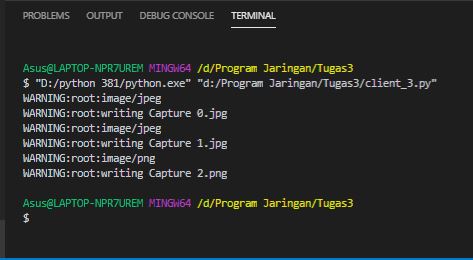 PROBLEMS OUTPUT DEBUG CONSOLE TERMINAL
Asus@LAPTOP-NPR7UREM MINGW64 /d/Program Jaringan/Tugas3
$ "D:/python 381/python.exe" "d:/Program Jaringan/Tugas3/client_3.py"
WARNING:root:image/jpeg
WARNING:root:writing Capture 0.jpg
WARNING:root:image/jpeg
WARNING:root:writing Capture 1.jpg
WARNING:root:image/png
WARNING:root:writing Capture 2.png
Asus@LAPTOP-NPR7UREM MINGW64 /d/Program Jaringan/Tugas3
$